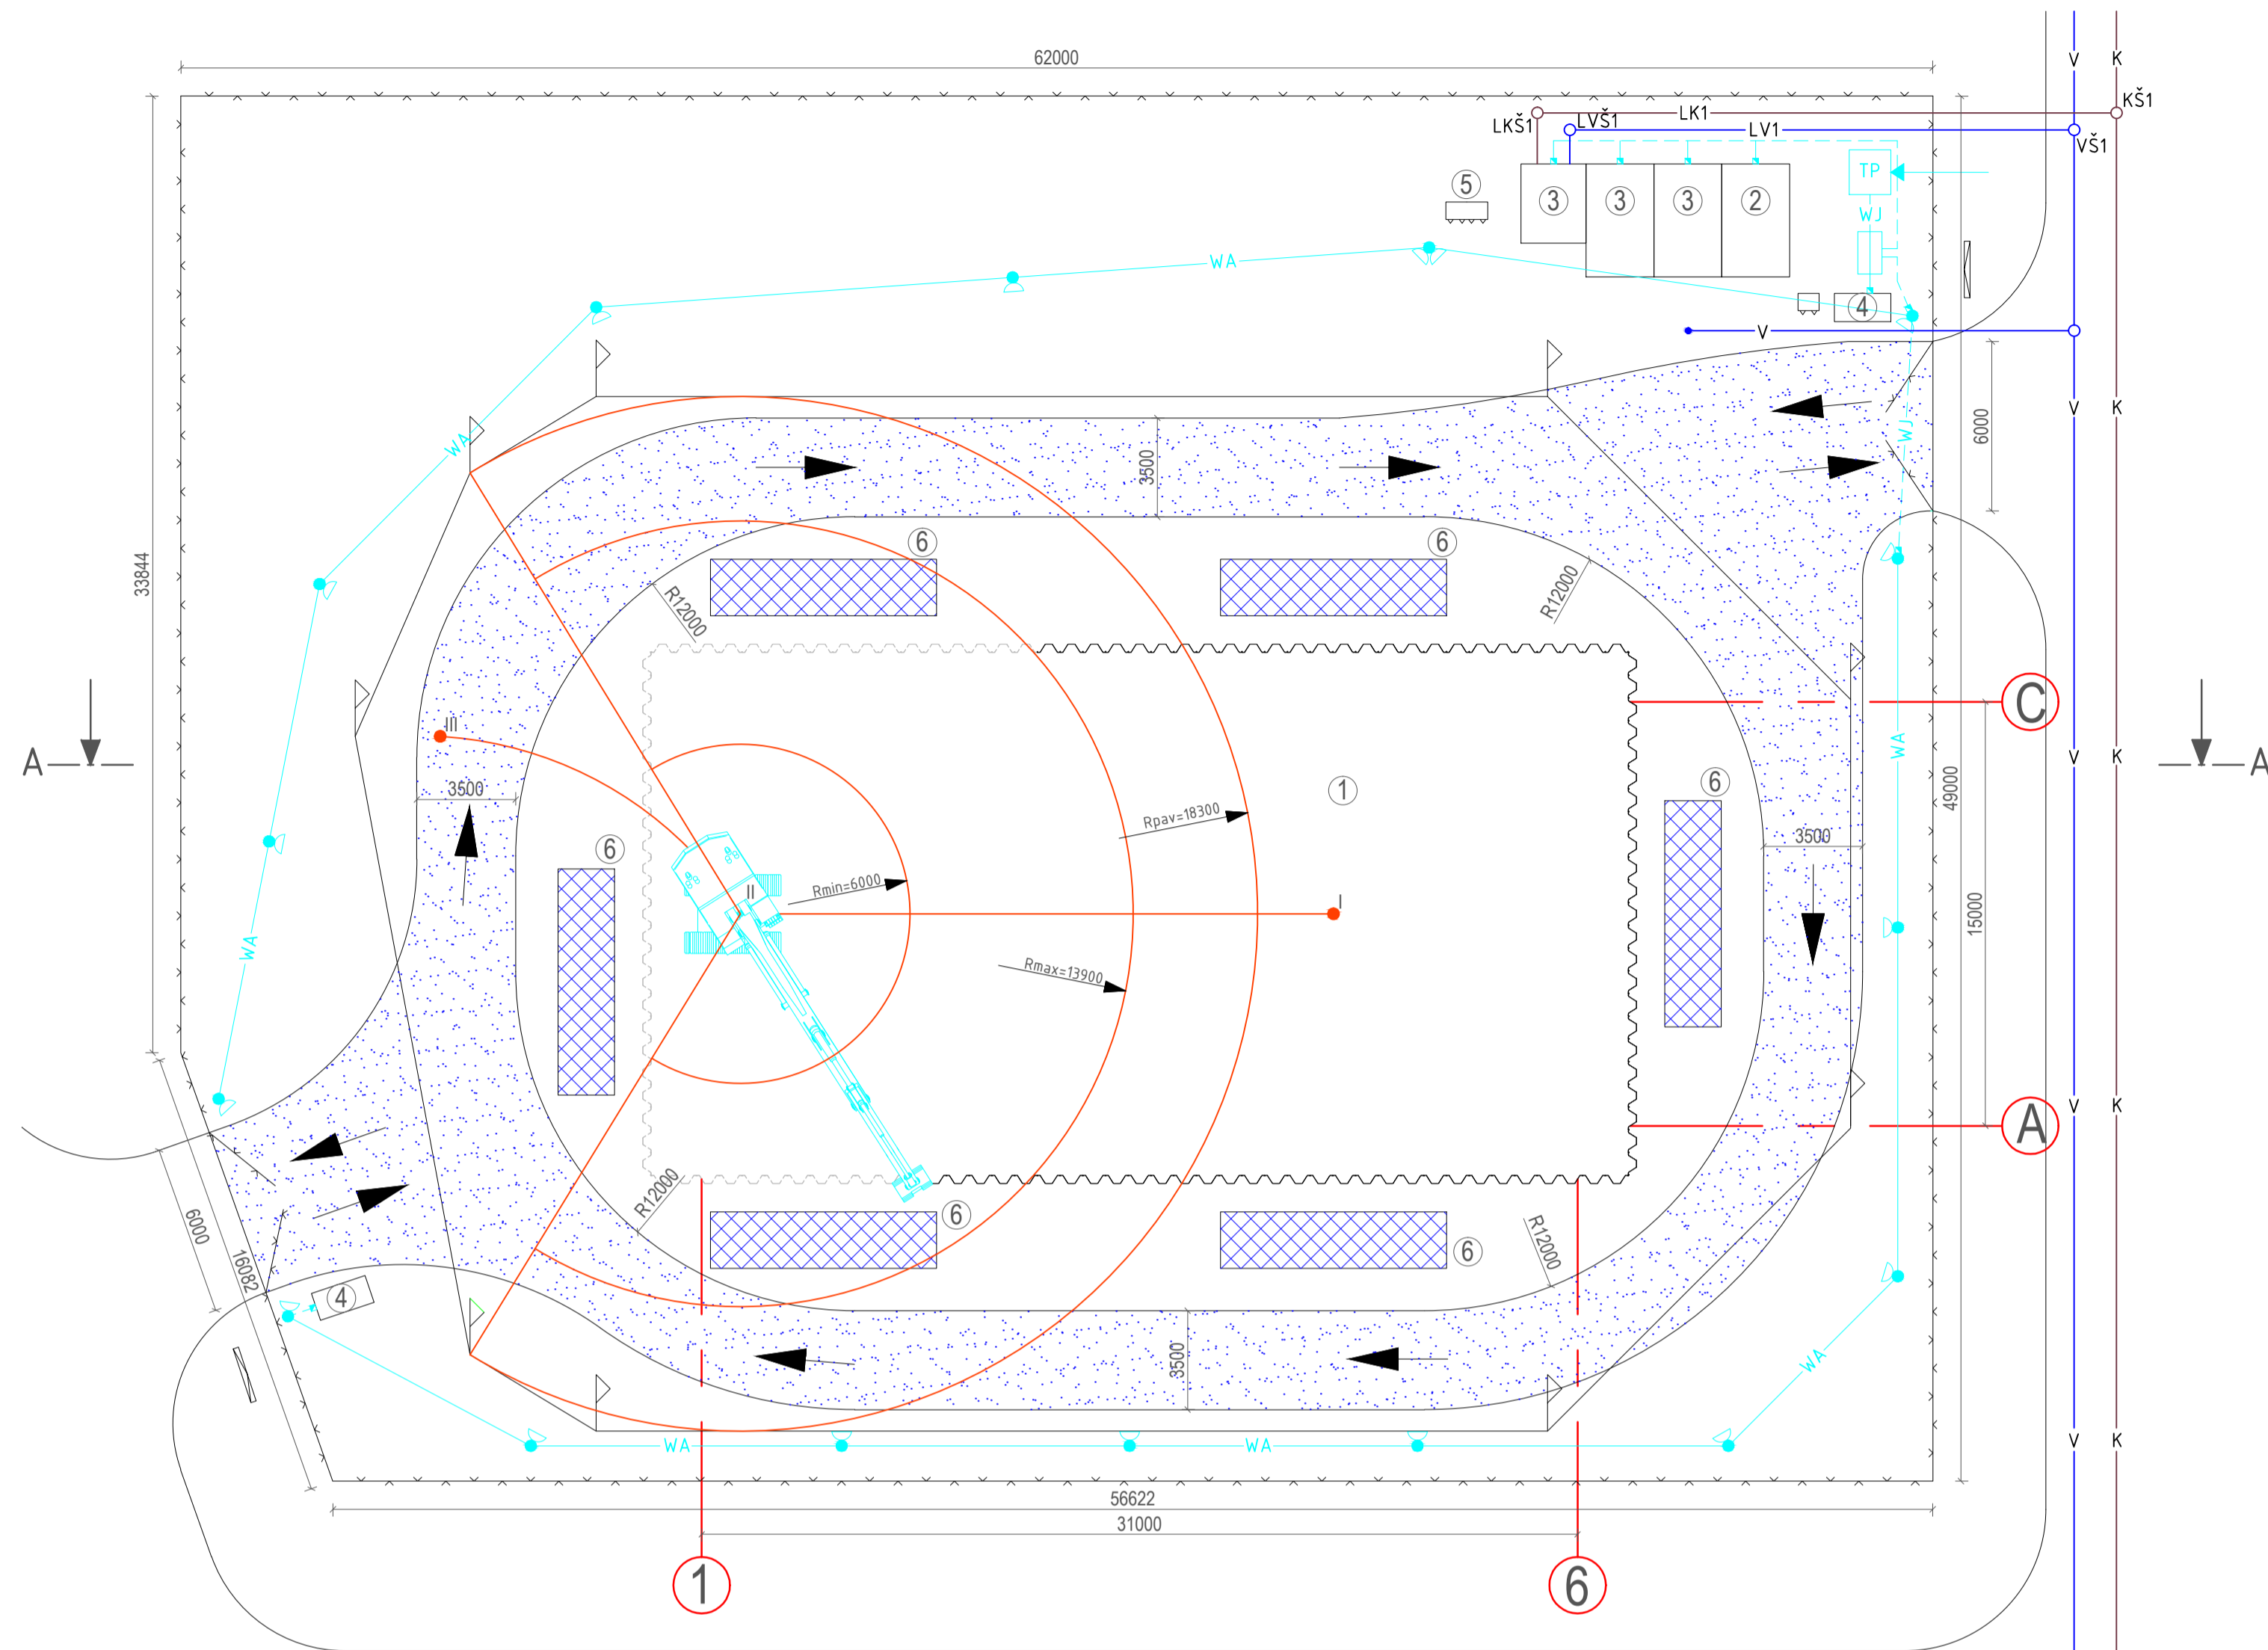 62000
V
K
KŠ1
LKŠ1
LVŠ1
LK1
LV1
VŠ1
TP
5
3
3
3
2
WJ
WA
4
V
V
K
WA
WJ
6000
3500
33844
6
6
R12000
R12000
C
III
WA
A
A
V
K
1
6
49000
3500
3500
Rpav=18300
6
Rmin=6000
II
I
15000
WA
Rmax=13900
V
K
A
R12000
6
6
R12000
6000
16082
4
3500
WA
WA
WA
V
K
56622
31000
1
6